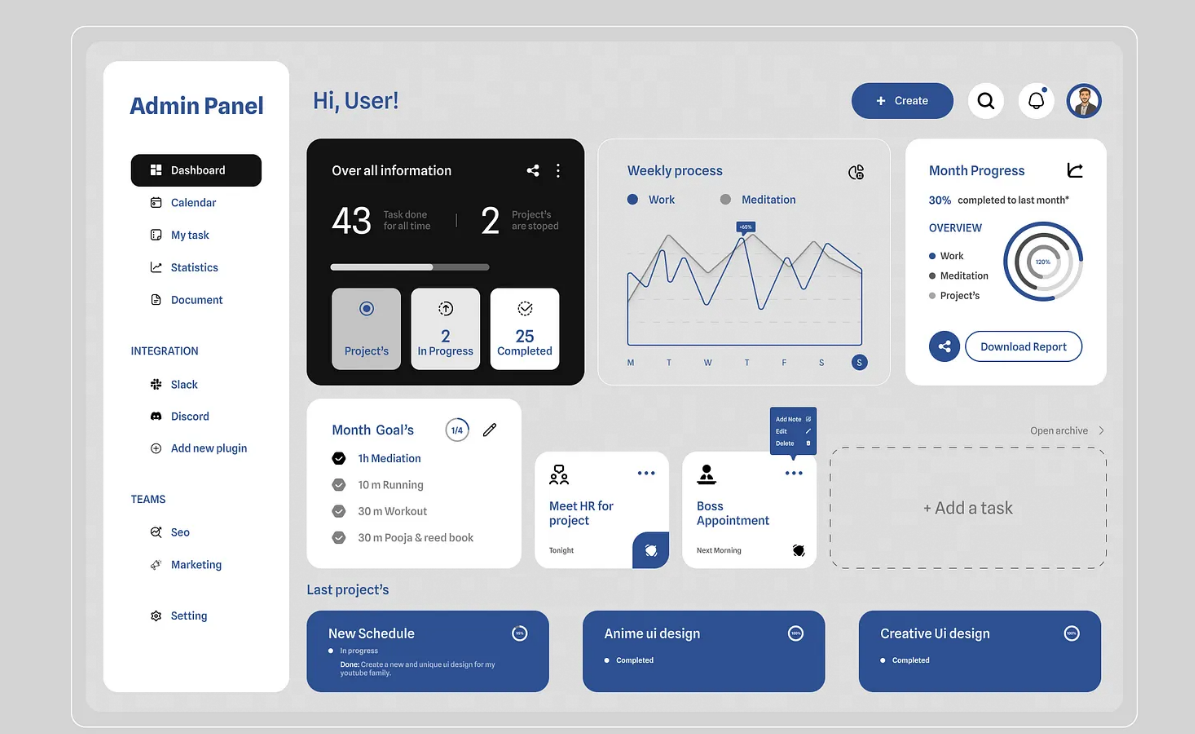 Admin Panel
Dashboard
Calendar
My task
Statistics
Document
INTEGRATION
Slack
Discord
Add new plugin
TEAMS
Seo
Marketing
Setting
Hi, User!
+ Create
Over all information
43
Task done
for all time
2
Project's
are stoped
Project's
2
In Progress
25
Completed
Weekly process
Work
Meditation
M T W T F S S
Month Progress
30% completed to last month*
OVERVIEW
Work
Meditation
Project's
120%
Download Report
Month Goal's
1/4
1h Mediation
10 m Running
30 m Workout
30 m Pooja & reed book
Meet HR for
project
Tonight
Add Note
Edit
Delete
Boss
Appointment
Next Morning
Open archive
+ Add a task
Last project's
New Schedule
In progress
Done: Create a new and unique ui design for my
youtube family.
Anime ui design
100%
Completed
Creative Ui design
100%
Completed